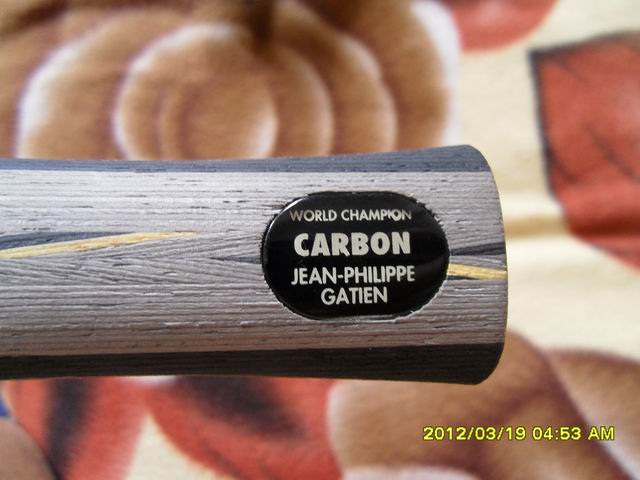 WORLD CHAMPION
CARBON
JEAN-PHILIPPE
GATIEN
2012/03/19 04:53 AM